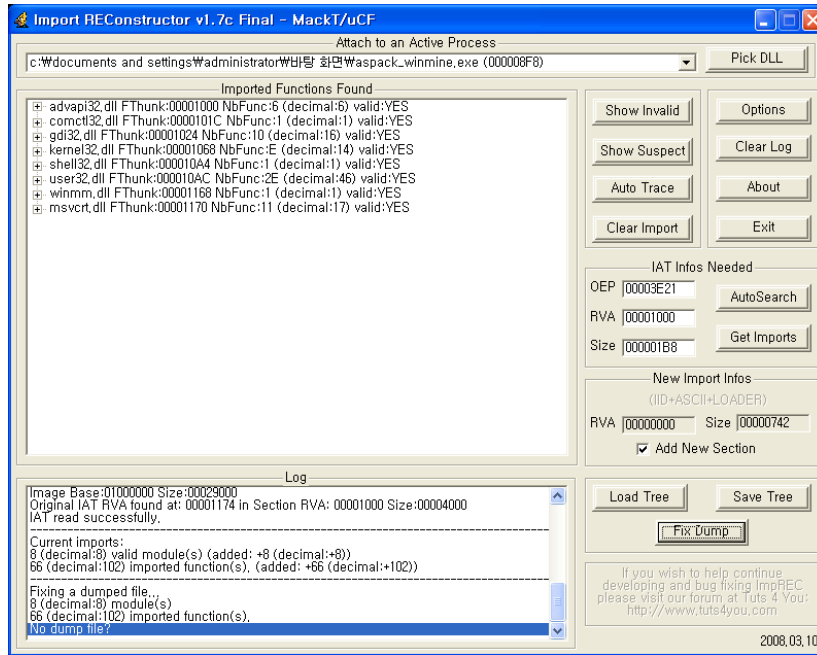 Import REConstructor v1.7c Final - MackT/uCF
Attach to an Active Process
c:₩documents and settings₩administrator₩바탕 화면₩aspack_winmine.exe (000008F8)
Pick DLL
Imported Functions Found
advapi32.dll FThunk:00001000 NbFunc:6 (decimal:6) valid:YES
comctl32.dll FThunk:0000101C NbFunc:1 (decimal:1) valid:YES
gdi32.dll FThunk:00001024 NbFunc:10 (decimal:16) valid:YES
kernel32.dll FThunk:00001068 NbFunc:E (decimal:14) valid:YES
shell32.dll FThunk:000010A4 NbFunc:1 (decimal:1) valid:YES
user32.dll FThunk:000010AC NbFunc:2E (decimal:46) valid:YES
winmm.dll FThunk:00001168 NbFunc:1 (decimal:1) valid:YES
msvcrt.dll FThunk:00001170 NbFunc:11 (decimal:17) valid:YES
Show Invalid
Options
Show Suspect
Clear Log
Auto Trace
About
Clear Import
Exit
IAT Infos Needed
OEP 00003E21
AutoSearch
RVA 00001000
Size 000001B8
Get Imports
New Import Infos
(IID+ASCII+LOADER)
RVA 00000000 Size 00000742
Add New Section
Log
Image Base:01000000 Size:00029000
Original IAT RVA found at: 00001174 in Section RVA: 00001000 Size:00004000
IAT read successfully.
---------------------------------------------------------------
Current imports:
8 (decimal:8) valid module(s) (added: +8 (decimal:+8))
66 (decimal:102) imported function(s). (added: +66 (decimal:+102))
---------------------------------------------------------------
Fixing a dumped file...
8 (decimal:8) module(s)
66 (decimal:102) imported function(s).
No dump file?
Load Tree
Save Tree
Fix Dump
If you wish to help continue
developing and bug fixing ImpREC
please visit our forum at Tuts 4 You:
http://www.tuts4you.com
2008.03.10